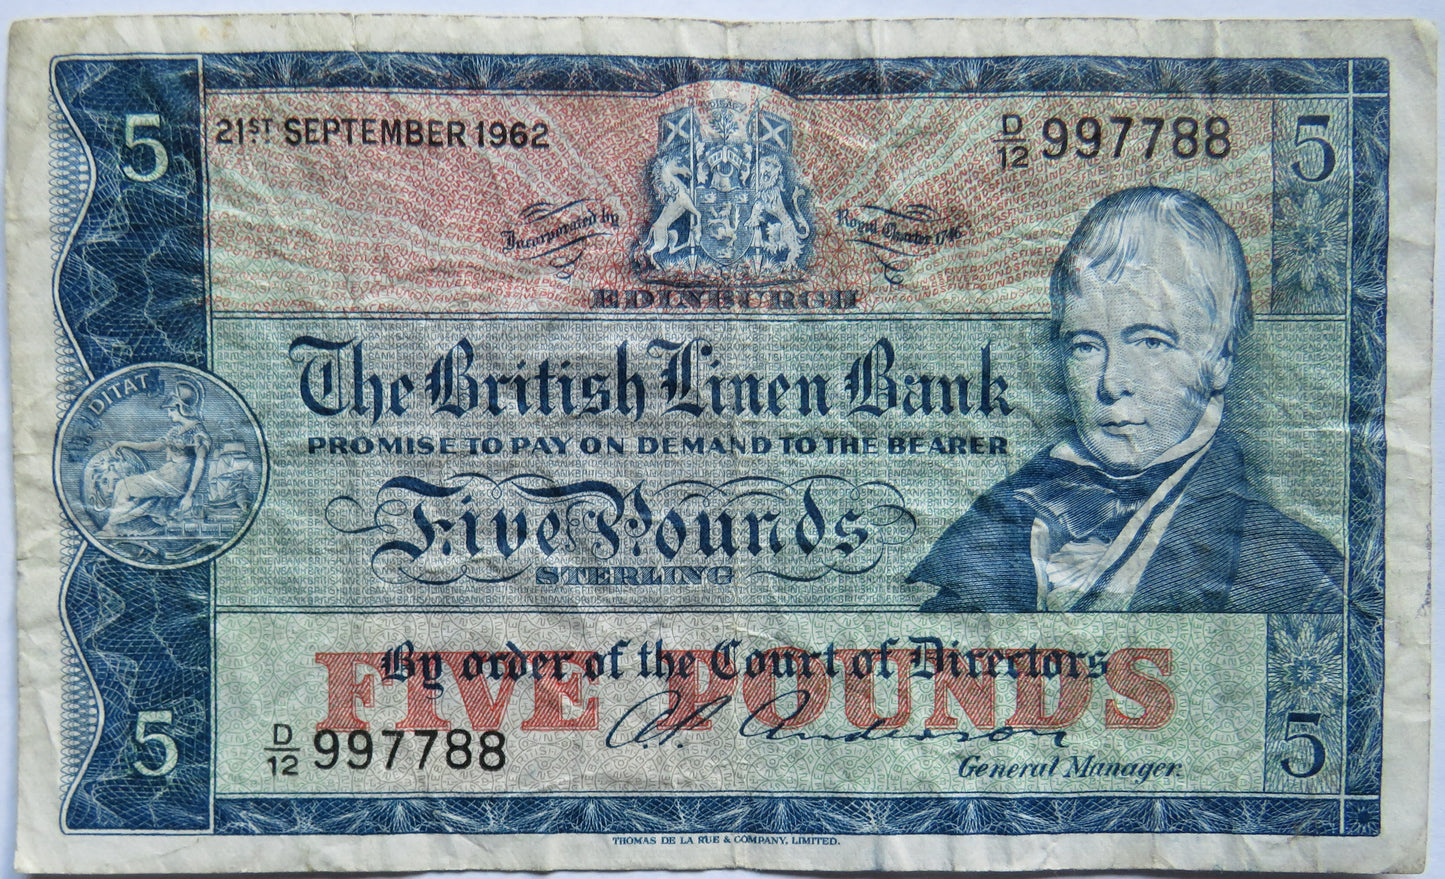 5
21ST SEPTEMBER 1962
D/12 997788
5
Incorporated by
Royal Charter 1746
EDINBURGH
DITAT
The British Linen Bank
PROMISE TO PAY ON DEMAND TO THE BEARER
Five Pounds
STERLING
By order of the Court of Directors
FIVE POUNDS
A. P. Anderson
General Manager.
D/12 997788
5
5
THOMAS DE LA RUE & COMPANY, LIMITED.